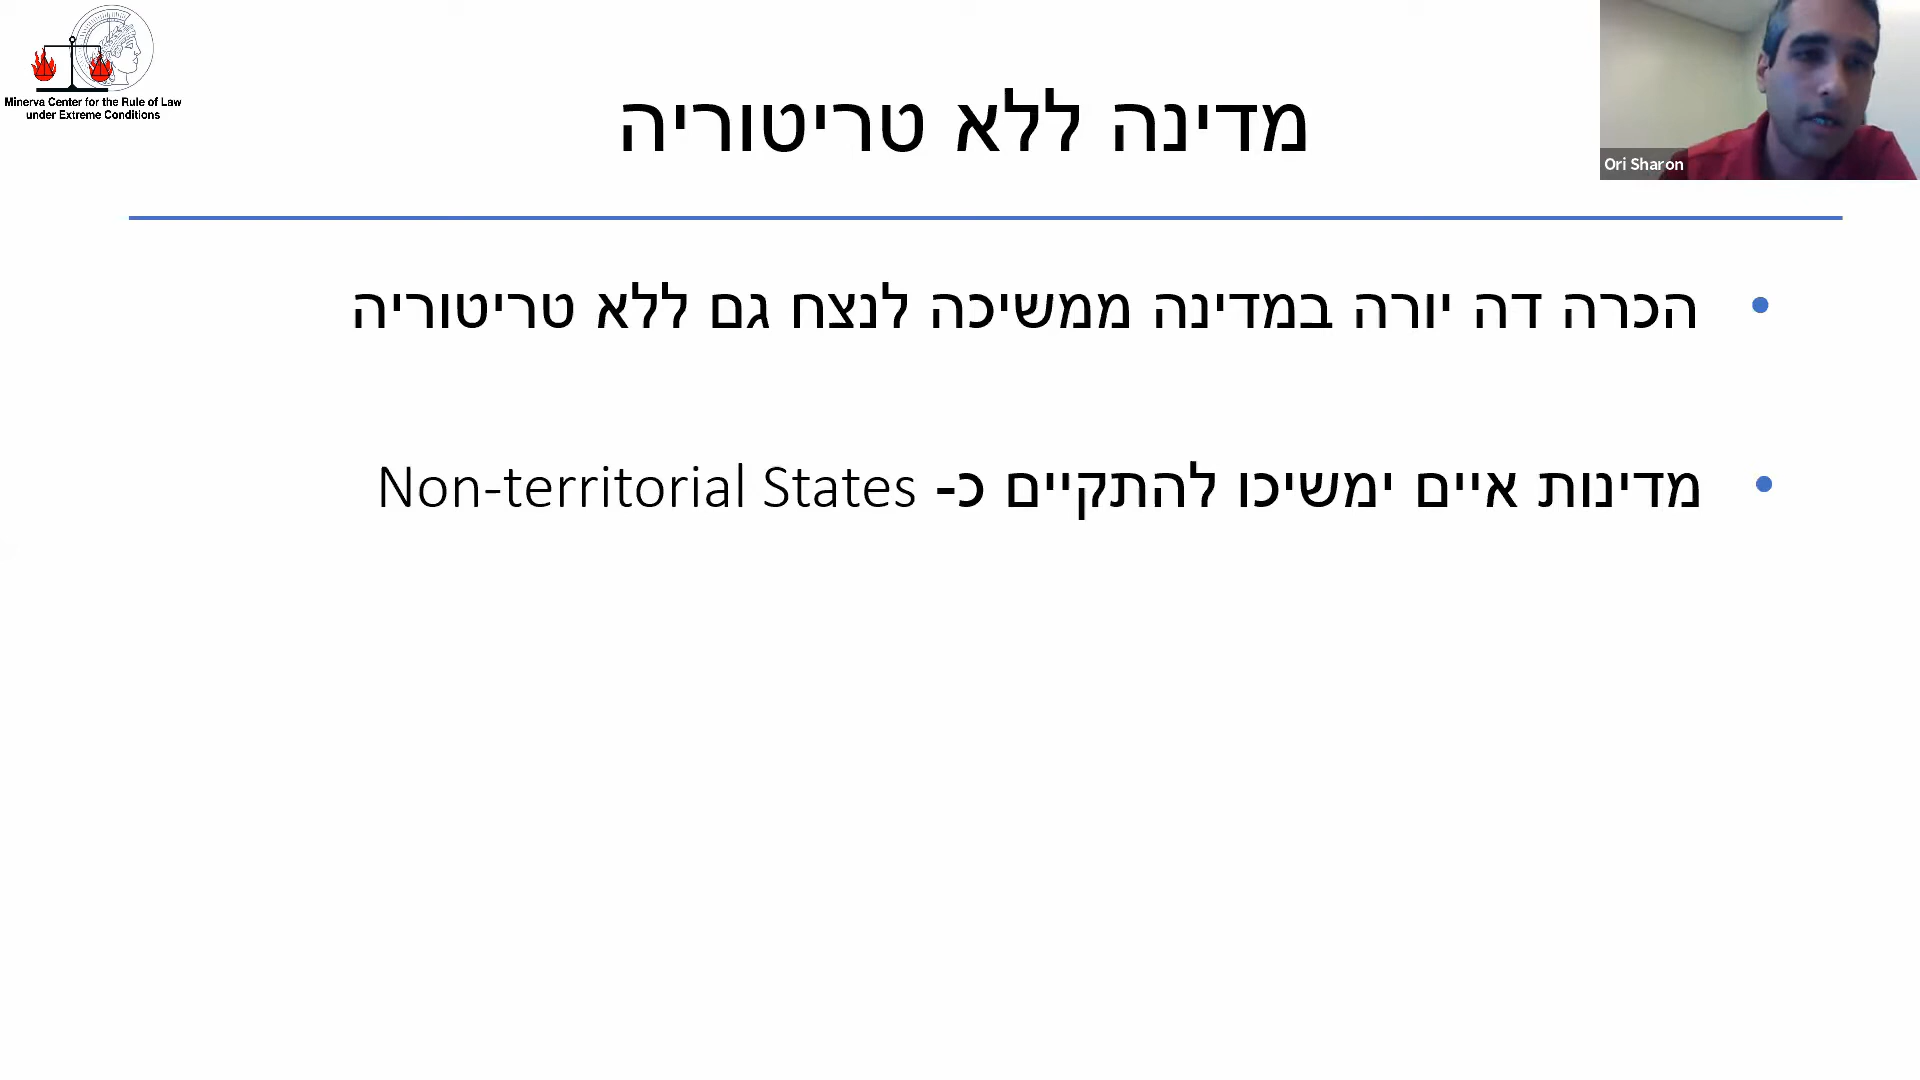 Minerva Center for the Rule of Law
under Extreme Conditions
מדינה ללא טריטוריה
Ori Sharon
הכרה דה יורה במדינה ממשיכה לנצח גם ללא טריטוריה
מדינות איים ימשיכו להתקיים כ- Non-territorial States